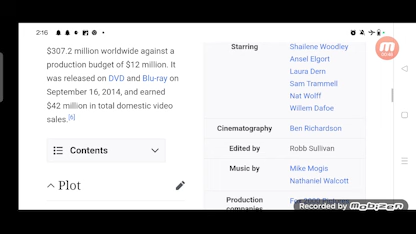 2:16
$307.2 million worldwide against a
production budget of $12 million. It
was released on DVD and Blu-ray on
September 16, 2014, and earned
$42 million in total domestic video
sales.[6]
Contents
Plot
Starring
Shailene Woodley
Ansel Elgort
Laura Dern
Sam Trammell
Nat Wolff
Willem Dafoe
Cinematography
Ben Richardson
Edited by
Robb Sullivan
Music by
Mike Mogis
Nathaniel Walcott
Production
companies
Recorded by mobizen